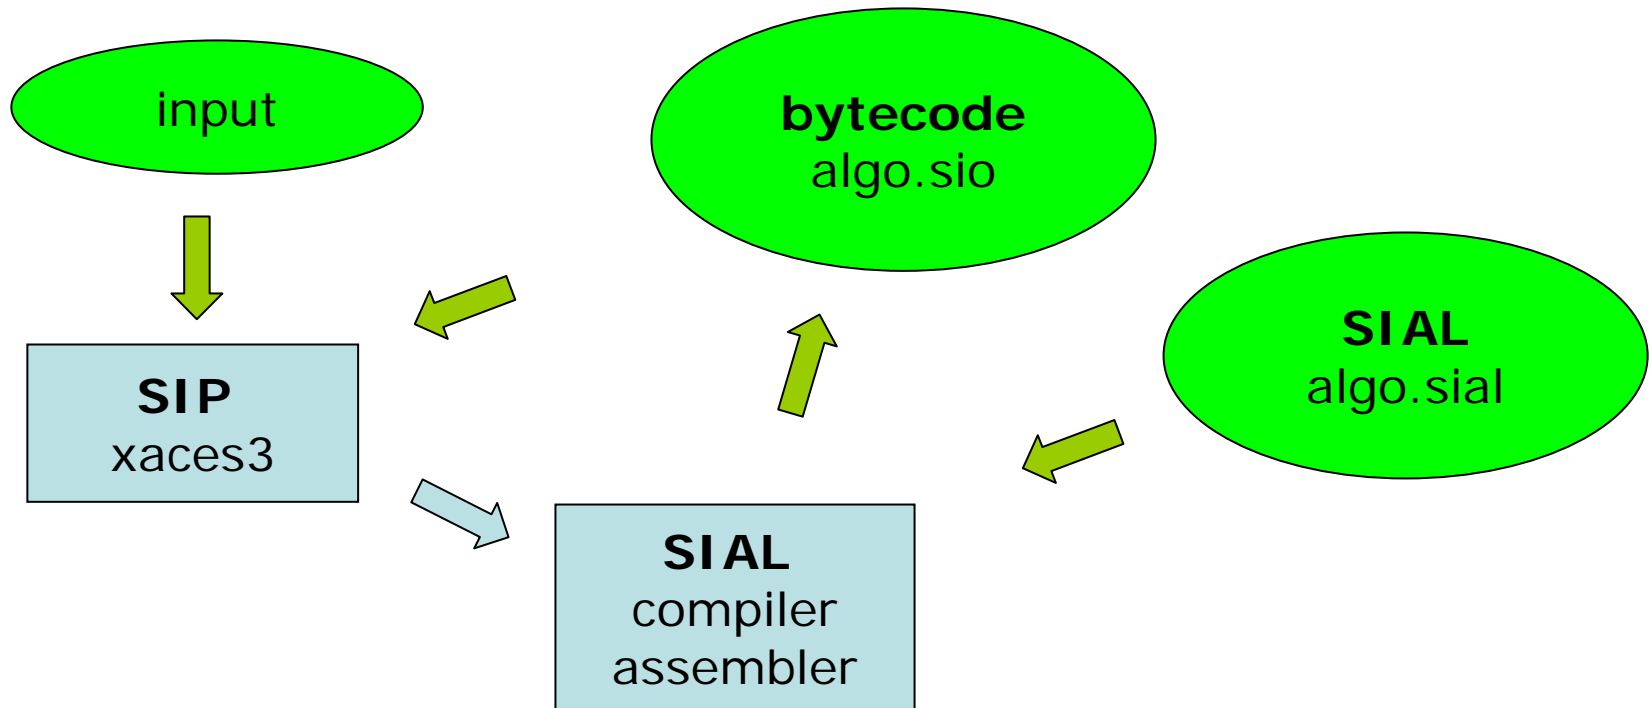 input
bytecode
algo.sio
SIAL
algo.sial
SIP
xaces3
SIAL
compiler
assembler